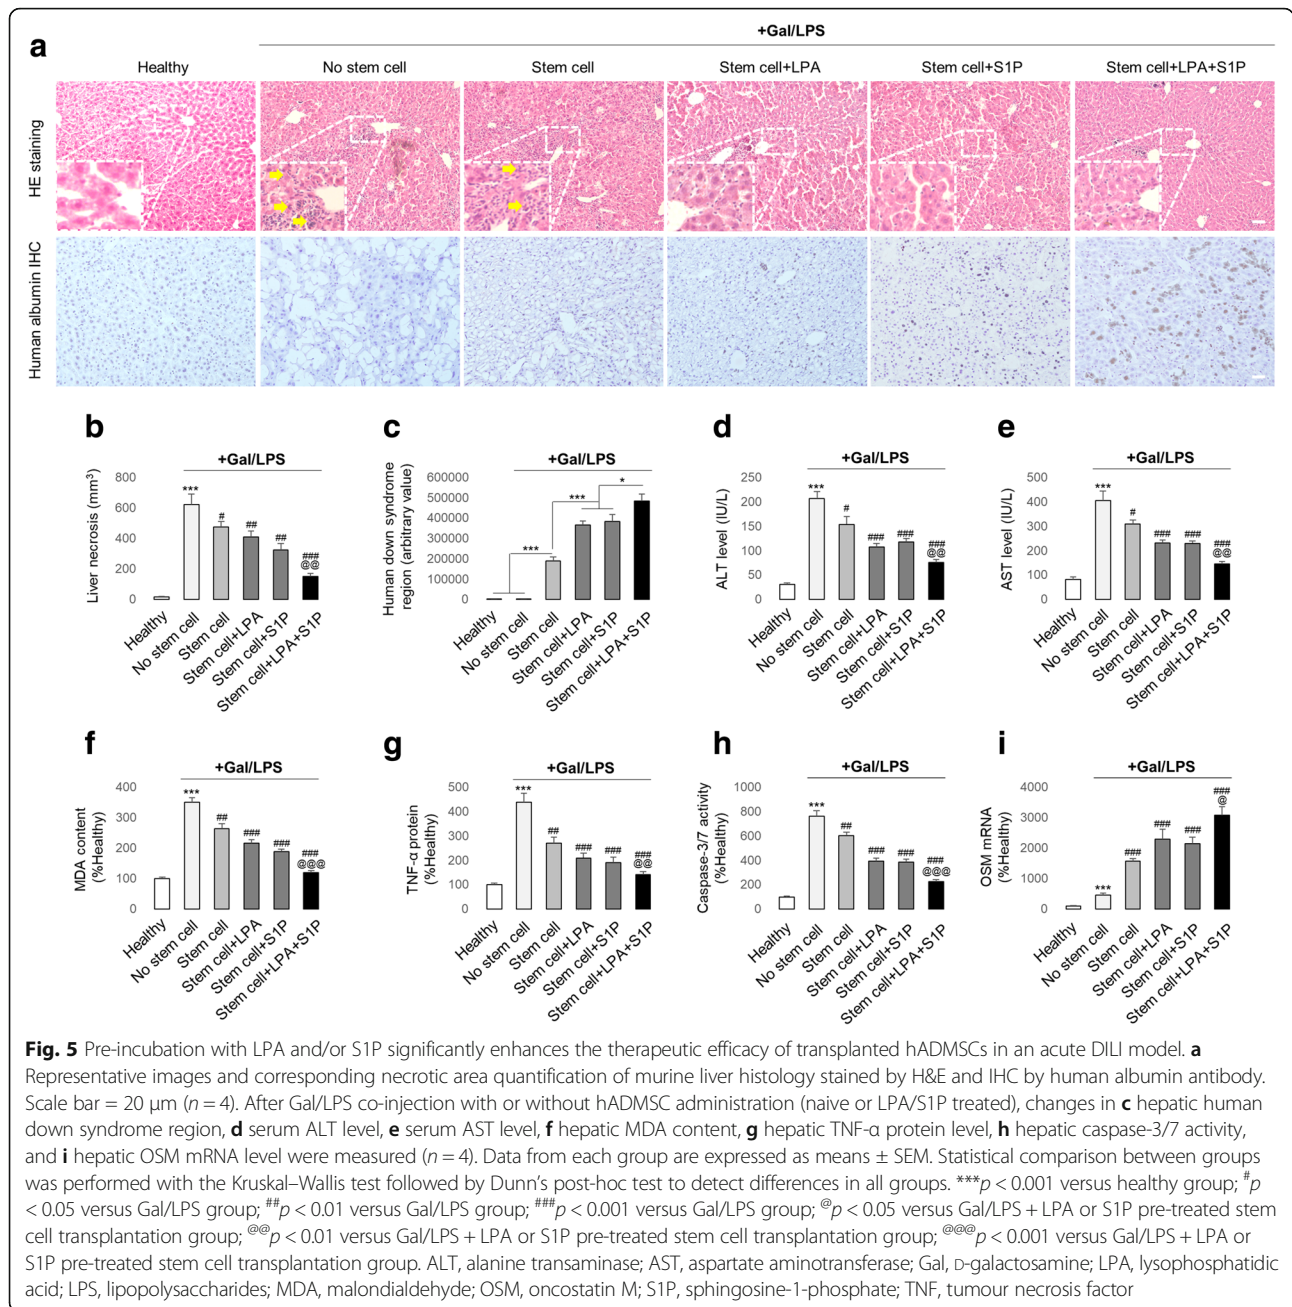 a
+Gal/LPS
Healthy
No stem cell
Stem cell
Stem cell+LPA
Stem cell+S1P
Stem cell+LPA+S1P
HE staining
Human albumin IHC
b
+Gal/LPS
Liver necrosis (mm³)
800
600
400
200
0
***
#
##
##
###
@@
Healthy
No stem cell
Stem cell
Stem cell+LPA
Stem cell+S1P
Stem cell+LPA+S1P
c
+Gal/LPS
Human down syndrome
region (arbitrary value)
600000
500000
400000
300000
200000
100000
0
***
***
*
Healthy
No stem cell
Stem cell
Stem cell+LPA
Stem cell+S1P
Stem cell+LPA+S1P
d
+Gal/LPS
ALT level (IU/L)
250
200
150
100
50
0
***
#
###
###
###
@@
Healthy
No stem cell
Stem cell
Stem cell+LPA
Stem cell+S1P
Stem cell+LPA+S1P
e
+Gal/LPS
AST level (IU/L)
500
400
300
200
100
0
***
#
###
###
###
@@
Healthy
No stem cell
Stem cell
Stem cell+LPA
Stem cell+S1P
Stem cell+LPA+S1P
f
+Gal/LPS
MDA content
(%Healthy)
400
300
200
100
0
***
##
###
###
###
@@@
Healthy
No stem cell
Stem cell
Stem cell+LPA
Stem cell+S1P
Stem cell+LPA+S1P
g
+Gal/LPS
TNF-α protein
(%Healthy)
500
400
300
200
100
0
***
##
###
###
###
@@
Healthy
No stem cell
Stem cell
Stem cell+LPA
Stem cell+S1P
Stem cell+LPA+S1P
h
+Gal/LPS
Caspase-3/7 activity
(%Healthy)
1000
800
600
400
200
0
***
##
###
###
###
@@@
Healthy
No stem cell
Stem cell
Stem cell+LPA
Stem cell+S1P
Stem cell+LPA+S1P
i
+Gal/LPS
OSM mRNA
(%Healthy)
4000
3000
2000
1000
0
***
###
###
###
###
@
Healthy
No stem cell
Stem cell
Stem cell+LPA
Stem cell+S1P
Stem cell+LPA+S1P
Fig. 5 Pre-incubation with LPA and/or S1P significantly enhances the therapeutic efficacy of transplanted hADMSCs in an acute DILI model. a
Representative images and corresponding necrotic area quantification of murine liver histology stained by H&E and IHC by human albumin antibody.
Scale bar = 20 μm (n = 4). After Gal/LPS co-injection with or without hADMSC administration (naive or LPA/S1P treated), changes in c hepatic human
down syndrome region, d serum ALT level, e serum AST level, f hepatic MDA content, g hepatic TNF-α protein level, h hepatic caspase-3/7 activity,
and i hepatic OSM mRNA level were measured (n = 4). Data from each group are expressed as means ± SEM. Statistical comparison between groups
was performed with the Kruskal–Wallis test followed by Dunn's post-hoc test to detect differences in all groups. ***p < 0.001 versus healthy group; #p
< 0.05 versus Gal/LPS group; ##p < 0.01 versus Gal/LPS group; ###p < 0.001 versus Gal/LPS group; @p < 0.05 versus Gal/LPS + LPA or S1P pre-treated stem
cell transplantation group; @@p < 0.01 versus Gal/LPS + LPA or S1P pre-treated stem cell transplantation group; @@@p < 0.001 versus Gal/LPS + LPA or
S1P pre-treated stem cell transplantation group. ALT, alanine transaminase; AST, aspartate aminotransferase; Gal, D-galactosamine; LPA, lysophosphatidic
acid; LPS, lipopolysaccharides; MDA, malondialdehyde; OSM, oncostatin M; S1P, sphingosine-1-phosphate; TNF, tumour necrosis factor